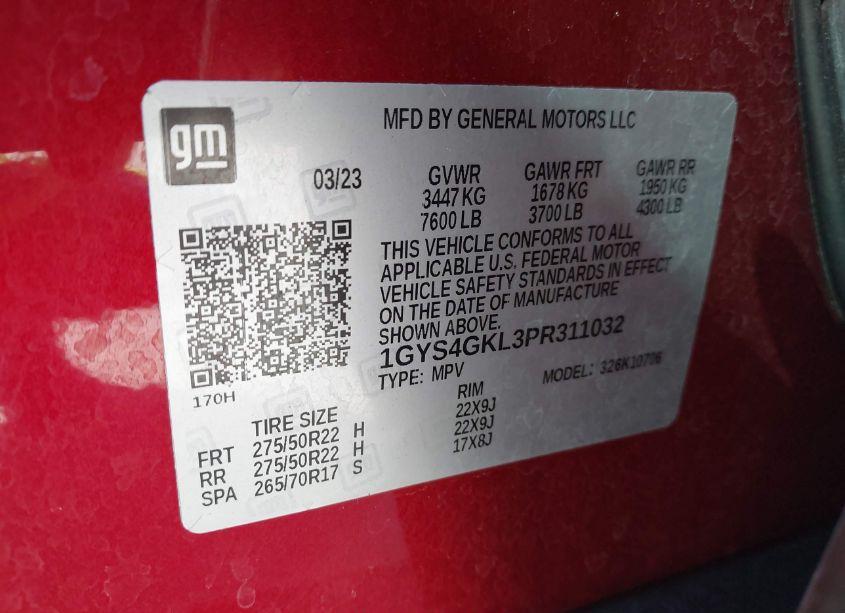 gm
MFD BY GENERAL MOTORS LLC
03/23
GVWR GAWR FRT GAWR RR
3447 KG 1678 KG 1950 KG
7600 LB 3700 LB 4300 LB
THIS VEHICLE CONFORMS TO ALL
APPLICABLE U.S. FEDERAL MOTOR
VEHICLE SAFETY STANDARDS IN EFFECT
ON THE DATE OF MANUFACTURE
SHOWN ABOVE.
1GYS4GKL3PR311032
TYPE: MPV MODEL: 326K10706
170H
TIRE SIZE RIM
FRT 275/50R22 H 22X9J
RR 275/50R22 H 22X9J
SPA 265/70R17 S 17X8J